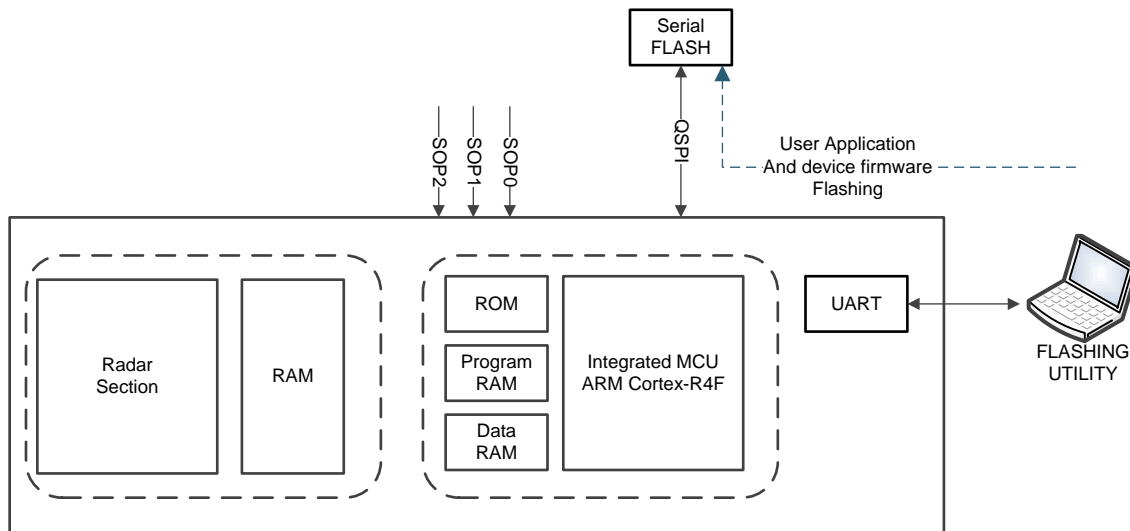 Serial
FLASH
SOP2
SOP1
SOP0
QSPI
User Application
And device firmware
Flashing
Radar
Section
RAM
ROM
Program
RAM
Data
RAM
Integrated MCU
ARM Cortex-R4F
UART
FLASHING
UTILITY